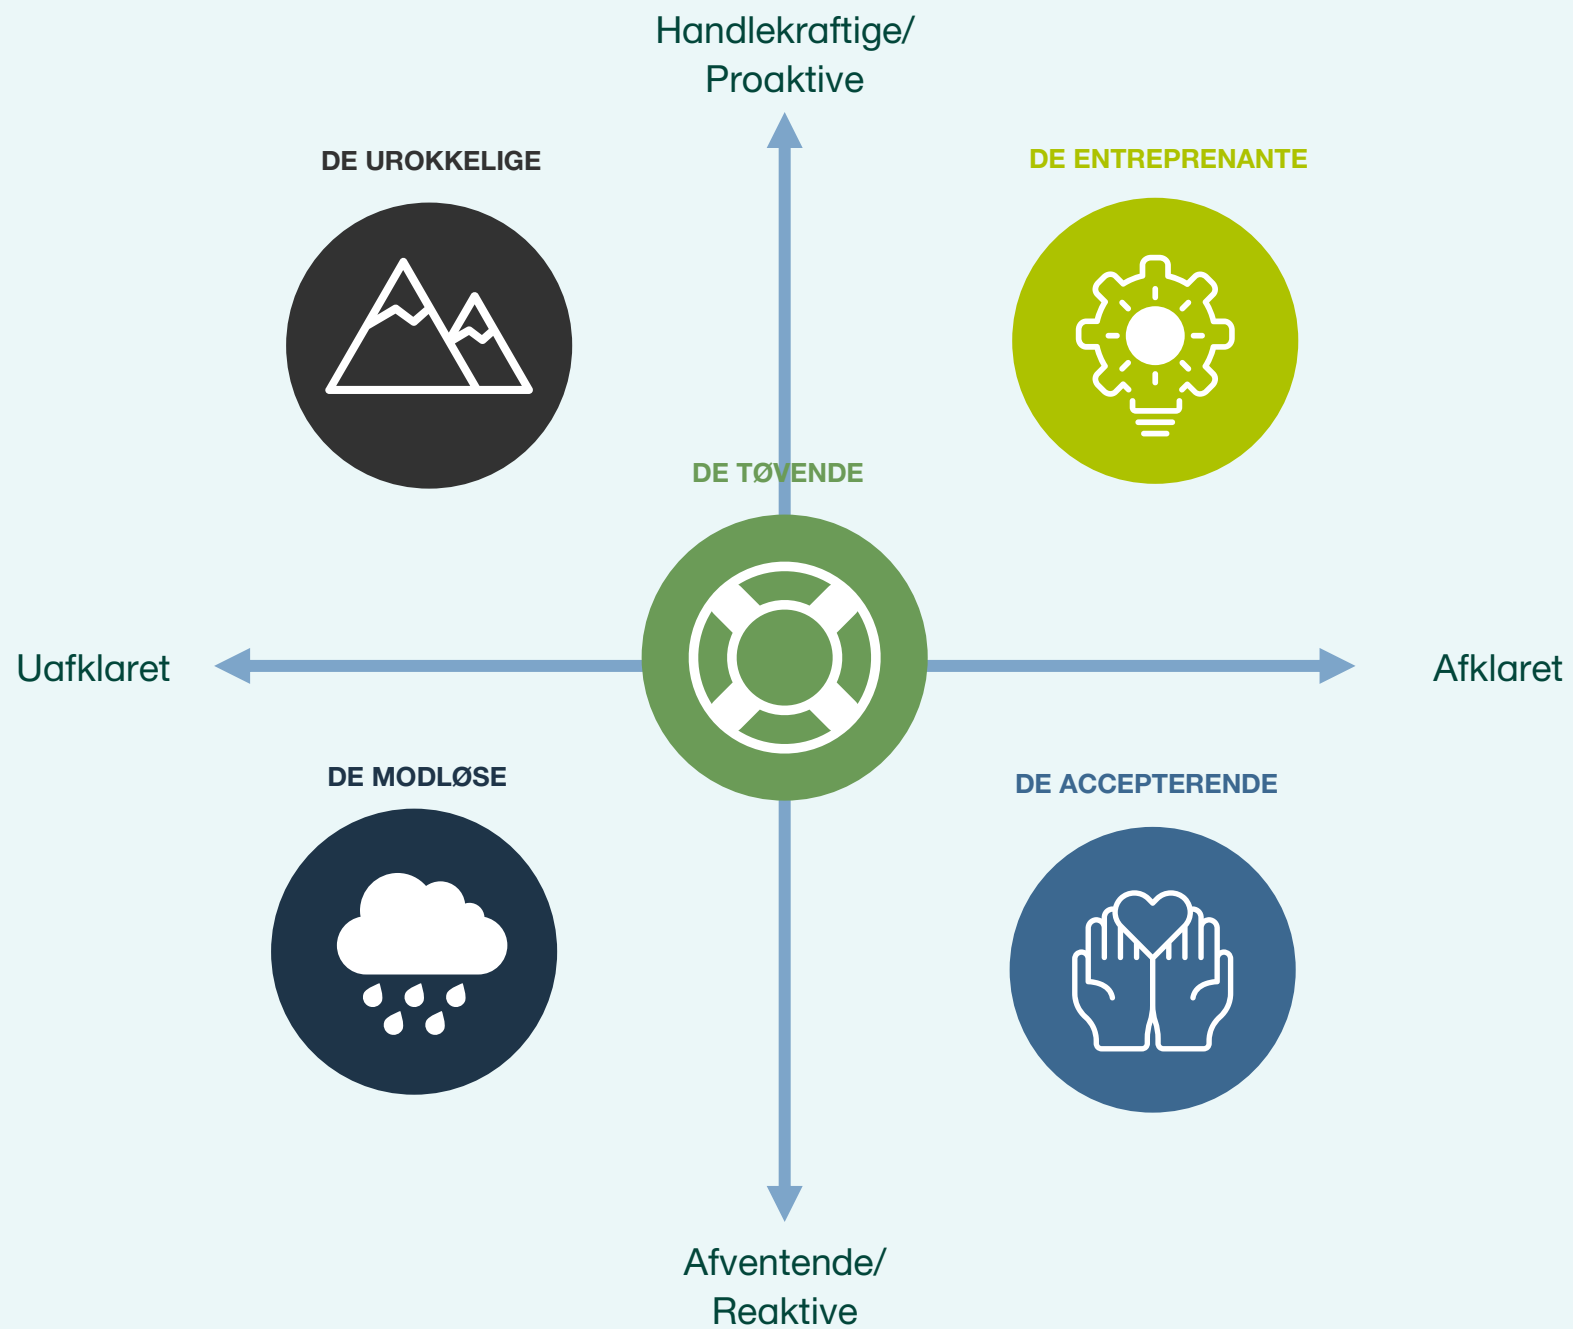 Handlekraftige/
Proaktive
DE UROKKELIGE
DE ENTREPRENANTE
DE TØVENDE
Uafklaret
Afklaret
DE MODLØSE
DE ACCEPTERENDE
Afventende/
Reaktive